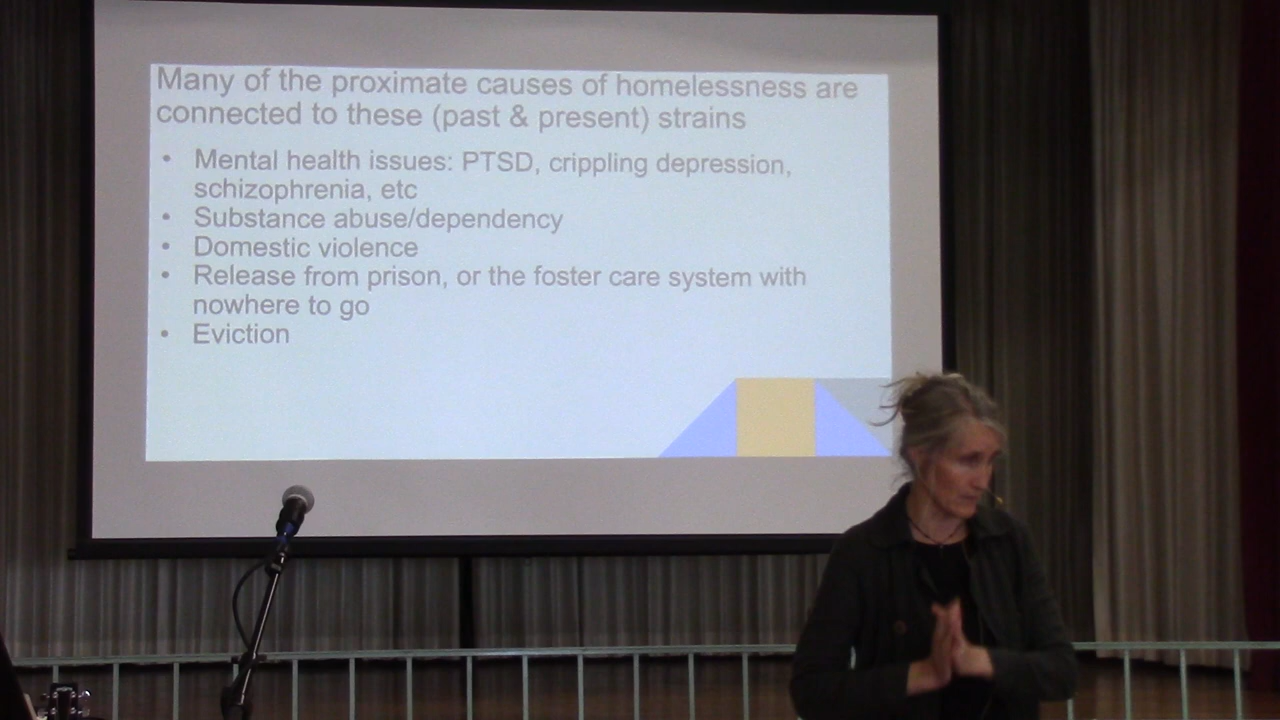 Many of the proximate causes of homelessness are
connected to these (past & present) strains
• Mental health issues: PTSD, crippling depression,
schizophrenia, etc
• Substance abuse/dependency
• Domestic violence
• Release from prison, or the foster care system with
nowhere to go
• Eviction